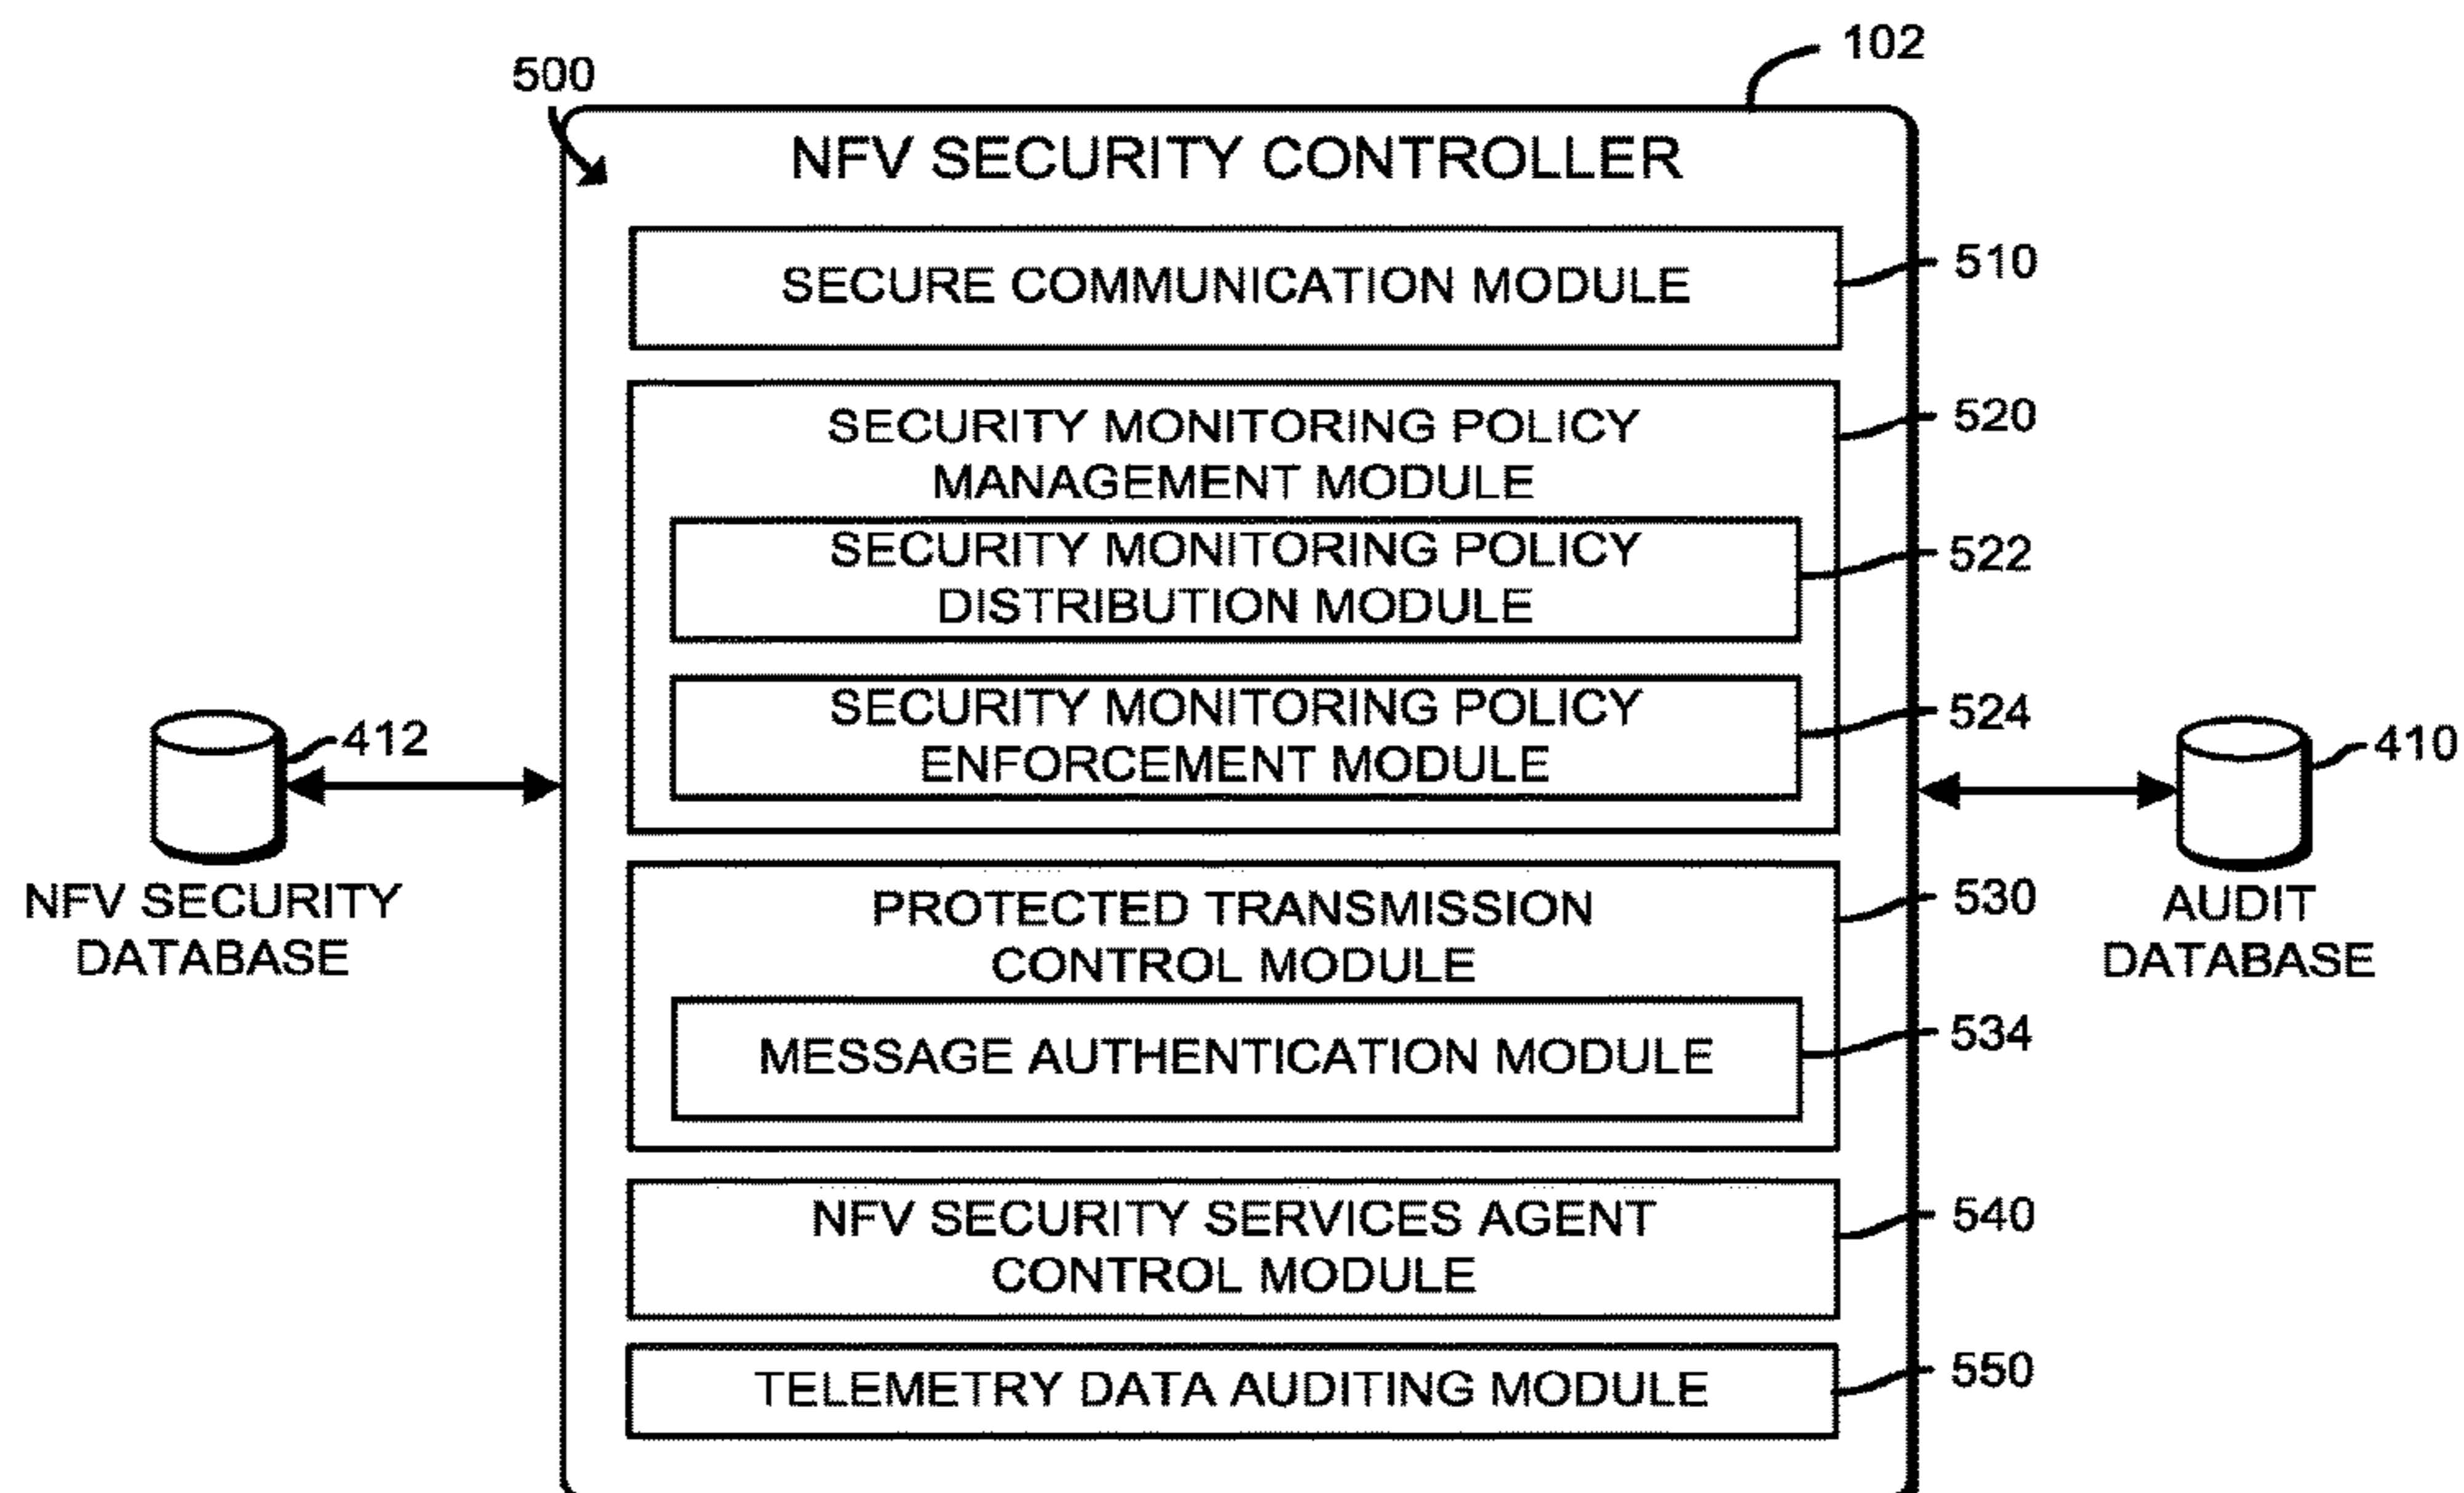 102
500
NFV SECURITY CONTROLLER
SECURE COMMUNICATION MODULE
510
SECURITY MONITORING POLICY
MANAGEMENT MODULE
520
SECURITY MONITORING POLICY
DISTRIBUTION MODULE
522
SECURITY MONITORING POLICY
ENFORCEMENT MODULE
524
412
NFV SECURITY
DATABASE
410
AUDIT
DATABASE
PROTECTED TRANSMISSION
CONTROL MODULE
530
MESSAGE AUTHENTICATION MODULE
534
NFV SECURITY SERVICES AGENT
CONTROL MODULE
540
TELEMETRY DATA AUDITING MODULE
550